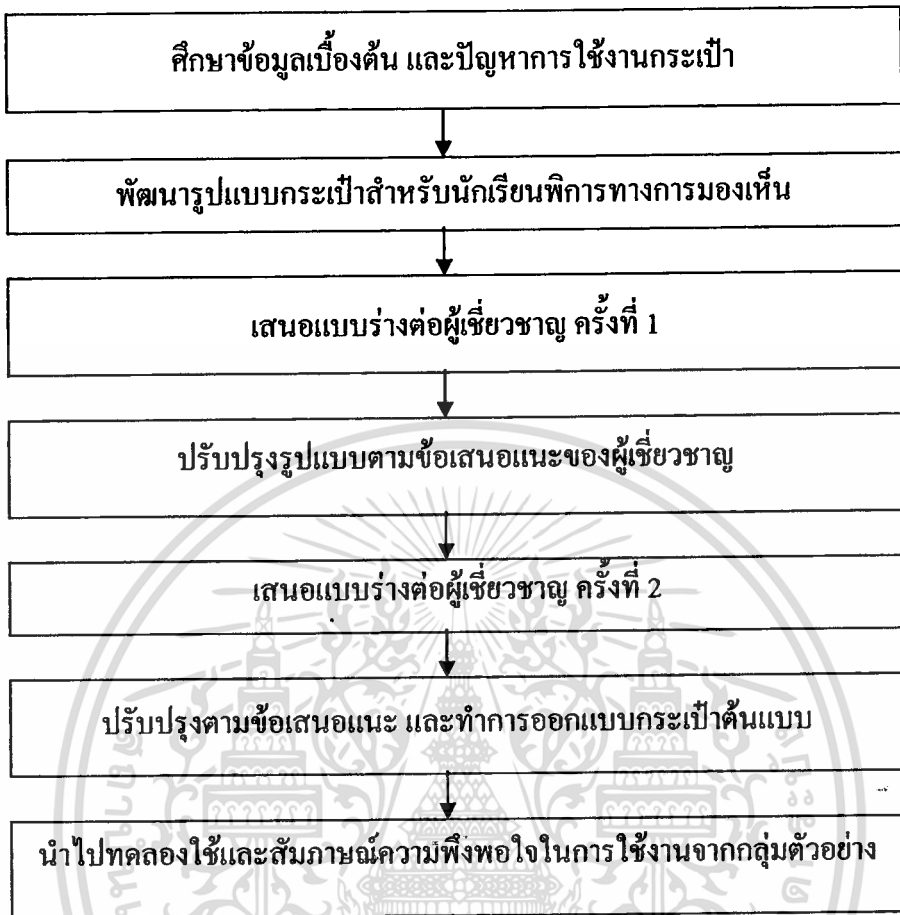 ศึกษาข้อมูลเบื้องต้น และปัญหาการใช้งานกระเป๋า
พัฒนารูปแบบกระเป๋าสำหรับนักเรียนพิการทางการมองเห็น
เสนอแบบร่างต่อผู้เชี่ยวชาญ ครั้งที่ 1
ปรับปรุงรูปแบบตามข้อเสนอแนะของผู้เชี่ยวชาญ
เสนอแบบร่างต่อผู้เชี่ยวชาญ ครั้งที่ 2
ปรับปรุงตามข้อเสนอแนะ และทำการออกแบบกระเป๋าต้นแบบ
นำไปทดลองใช้และสัมภาษณ์ความพึงพอใจในการใช้งานจากกลุ่มตัวอย่าง